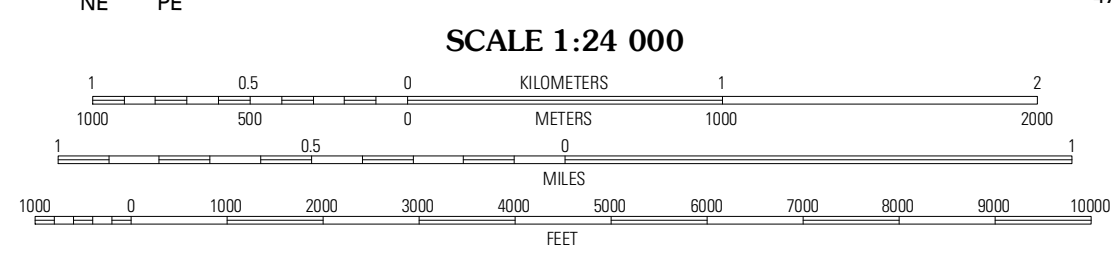 NE PE
SCALE 1:24 000
1 0.5 0 KILOMETERS 1 2
1000 500 0 METERS 1000 2000
1 0.5 0 1
MILES
1000 0 1000 2000 3000 4000 5000 6000 7000 8000 9000 10000
FEET